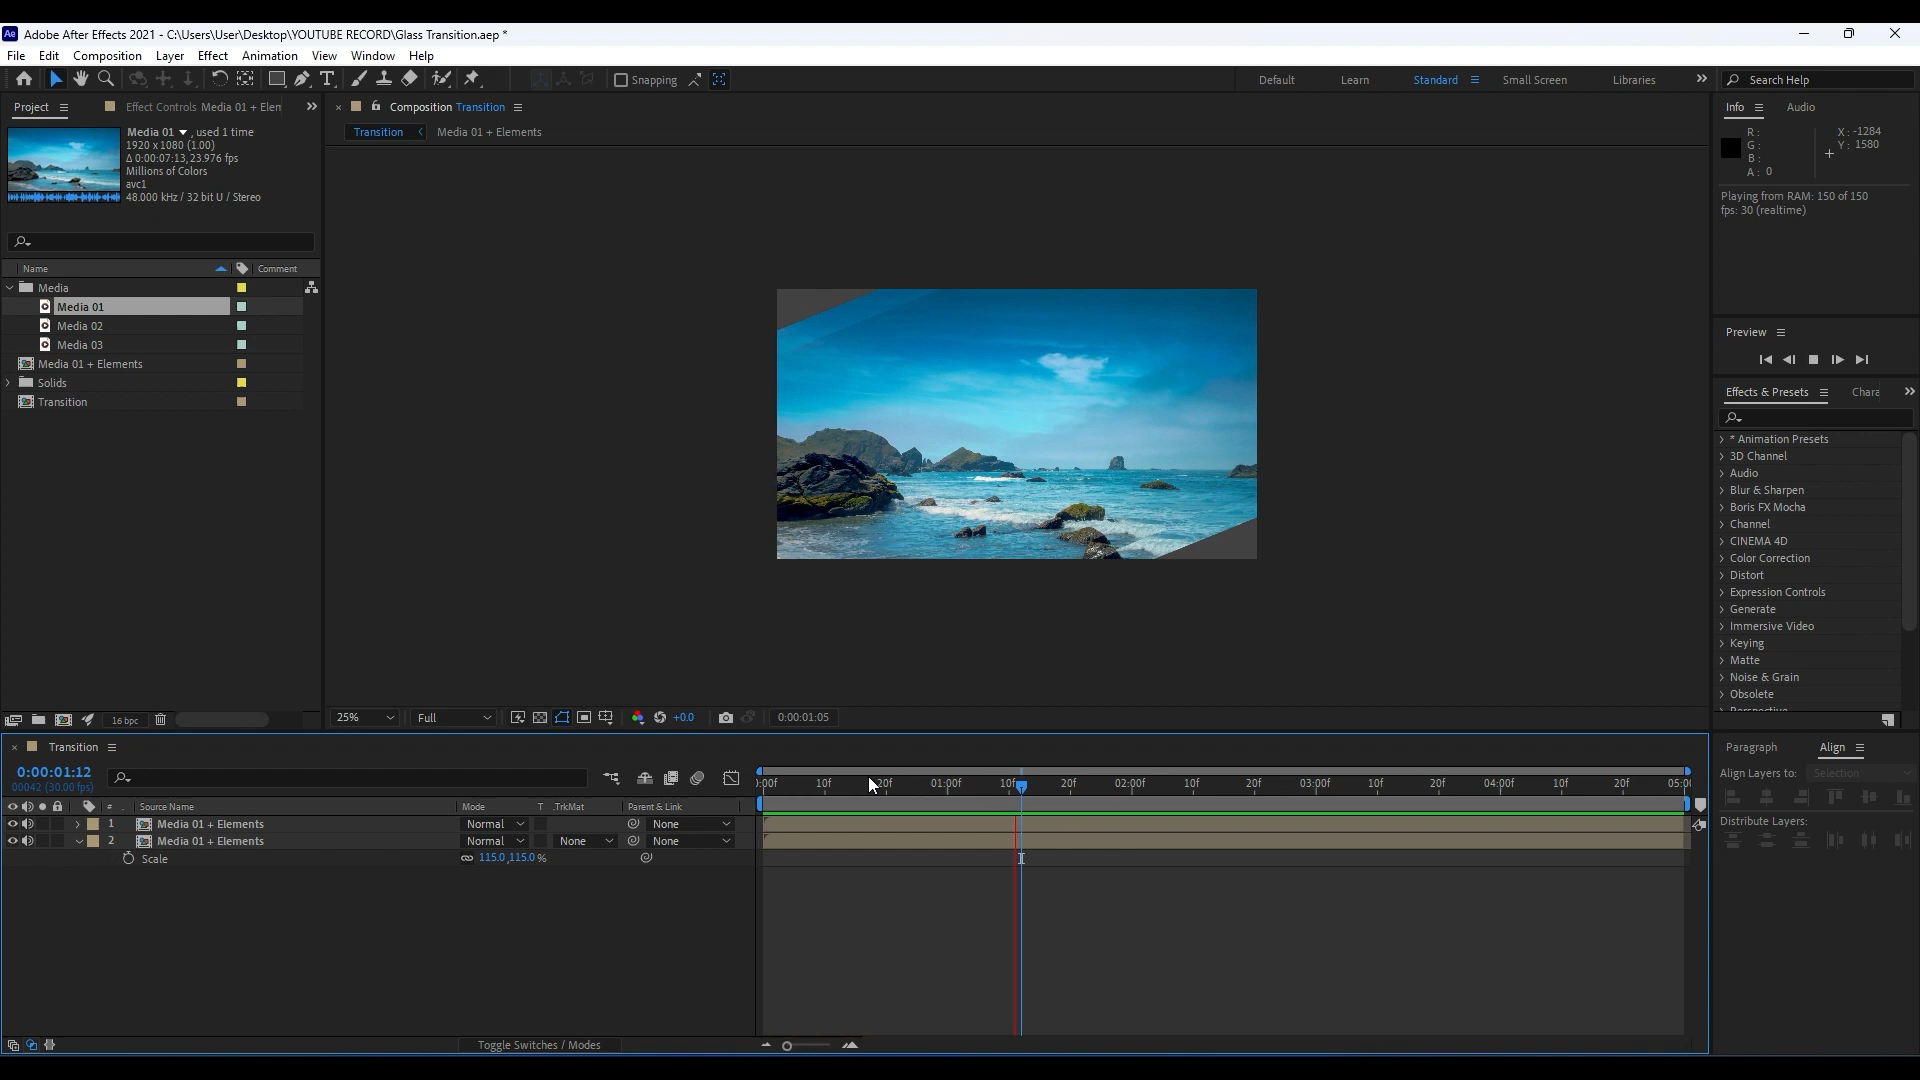 Ae Adobe After Effects 2021 - C:\Users\User\Desktop\YOUTUBE RECORD\Glass Transition.aep *
File Edit Composition Layer Effect Animation View Window Help
Snapping Default Learn Standard Small Screen Libraries Search Help
Project Effect Controls Media 01 + Elen
Media 01 , used 1 time
1920 x 1080 (1.00)
Δ 0:00:07:13, 23.976 fps
Millions of Colors
avc1
48.000 kHz / 32 bit U / Stereo
Name Comment
Media
Media 01
Media 02
Media 03
Media 01 + Elements
Solids
Transition
16 bpc
Composition Transition
Transition Media 01 + Elements
25% Full +0.0 0:00:01:05
Info Audio
R :
G :
B :
A : 0
X : -1284
Y : 1580
Playing from RAM: 150 of 150
fps: 30 (realtime)
Preview
Effects & Presets Chara
* Animation Presets
3D Channel
Audio
Blur & Sharpen
Boris FX Mocha
Channel
CINEMA 4D
Color Correction
Distort
Expression Controls
Generate
Immersive Video
Keying
Matte
Noise & Grain
Obsolete
Perspective
Transition
0:00:01:12
00042 (30.00 fps)
# Source Name Mode T .TrkMat Parent & Link
1 Media 01 + Elements Normal None
2 Media 01 + Elements Normal None None
Scale 115.0,115.0 %
:00f 10f 20f 01:00f 10f 20f 02:00f 10f 20f 03:00f 10f 20f 04:00f 10f 20f 05:00
Toggle Switches / Modes
Paragraph Align
Align Layers to: Selection
Distribute Layers: